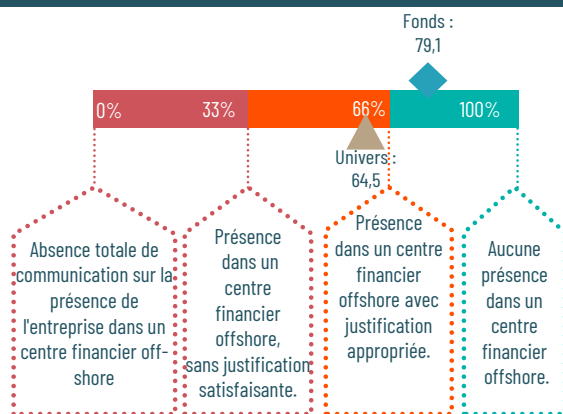 Fonds :
79,1
0%
33%
66%
100%
Univers :
64,5
Absence totale de
communication sur la
présence de
l'entreprise dans un
centre financier off-
shore
Présence
dans un
centre
financier
offshore,
sans justification
satisfaisante.
Présence
dans un centre
financier
offshore avec
justification
appropriée.
Aucune
présence
dans un
centre
financier
offshore.